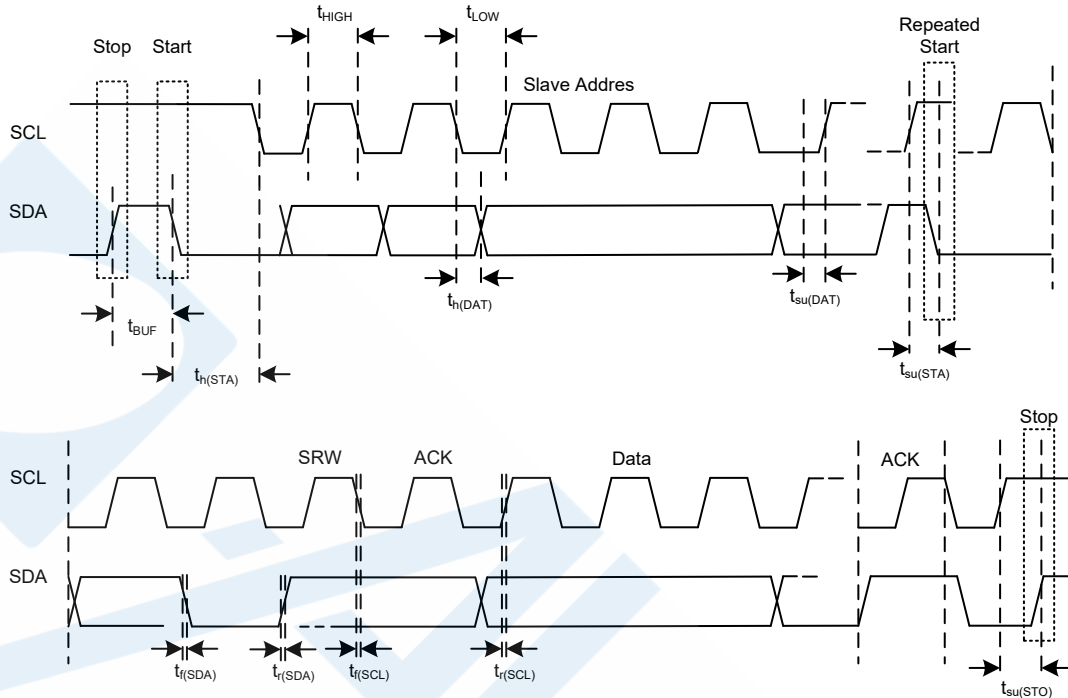 t_HIGH
t_LOW
Stop
Start
Repeated
Start
Slave Addres
SCL
SDA
t_h(DAT)
t_su(DAT)
t_BUF
t_h(STA)
t_su(STA)
Stop
SCL
SRW
ACK
Data
ACK
SDA
t_f(SDA)
t_r(SDA)
t_f(SCL)
t_r(SCL)
t_su(STO)